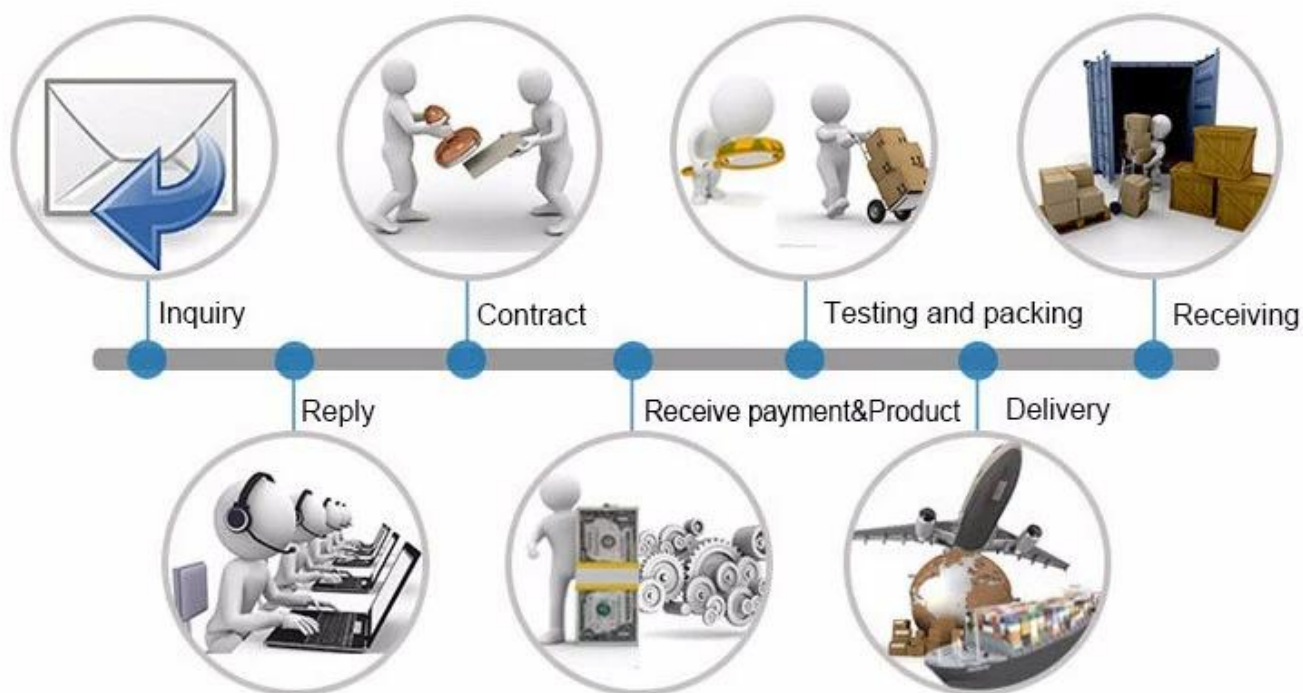 Inquiry
Contract
Testing and packing
Receiving
Reply
Receive payment&Product
Delivery